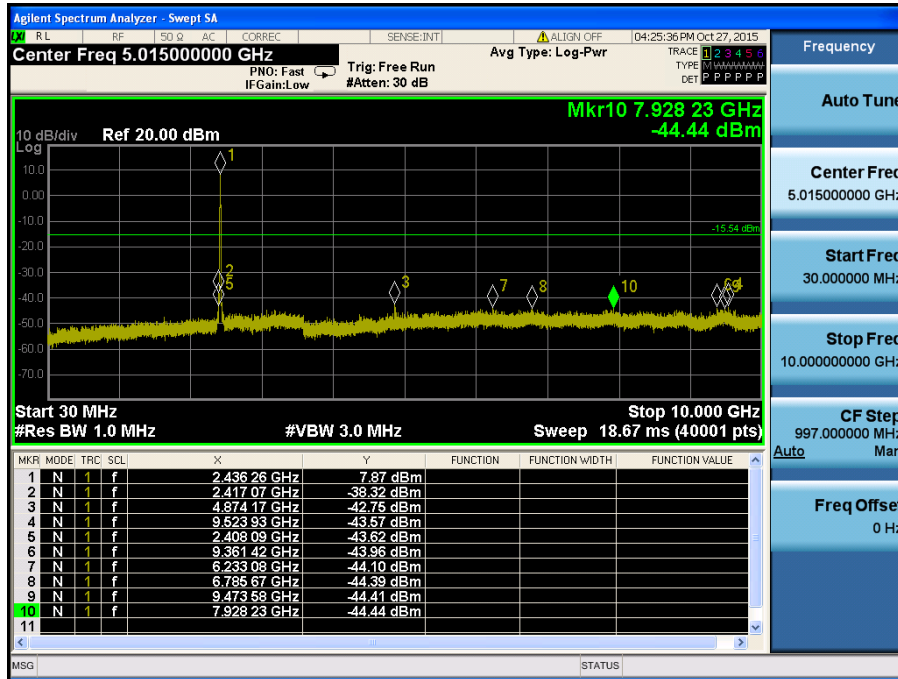 Agilent Spectrum Analyzer - Swept SA
LXI RL RF 50 Ω AC CORREC SENSE:INT ALIGN OFF 04:25:36 PM Oct 27, 2015
Center Freq 5.015000000 GHz
PNO: Fast
IFGain:Low
Trig: Free Run
#Atten: 30 dB
Avg Type: Log-Pwr
TRACE 1 2 3 4 5 6
TYPE M WWWWW
DET P P P P P P
Frequency
Mkr10 7.928 23 GHz
-44.44 dBm
10 dB/div Ref 20.00 dBm
Log
10.0
0.00
-10.0
-20.0
-30.0
-40.0
-50.0
-60.0
-70.0
-15.54 dBm
1
2
5
3
7
8
10
4
Start 30 MHz Stop 10.000 GHz
#Res BW 1.0 MHz #VBW 3.0 MHz Sweep 18.67 ms (40001 pts)
MKR MODE TRC SCL X Y FUNCTION FUNCTION WIDTH FUNCTION VALUE
1 N 1 f 2.436 26 GHz 7.87 dBm
2 N 1 f 2.417 07 GHz -38.32 dBm
3 N 1 f 4.874 17 GHz -42.75 dBm
4 N 1 f 9.523 93 GHz -43.57 dBm
5 N 1 f 2.408 09 GHz -43.62 dBm
6 N 1 f 9.361 42 GHz -43.96 dBm
7 N 1 f 6.233 08 GHz -44.10 dBm
8 N 1 f 6.785 67 GHz -44.39 dBm
9 N 1 f 9.473 58 GHz -44.41 dBm
10 N 1 f 7.928 23 GHz -44.44 dBm
11
MSG STATUS
Auto Tune
Center Freq
5.015000000 GHz
Start Freq
30.000000 MHz
Stop Freq
10.000000000 GHz
CF Step
997.000000 MHz
Auto Man
Freq Offset
0 Hz